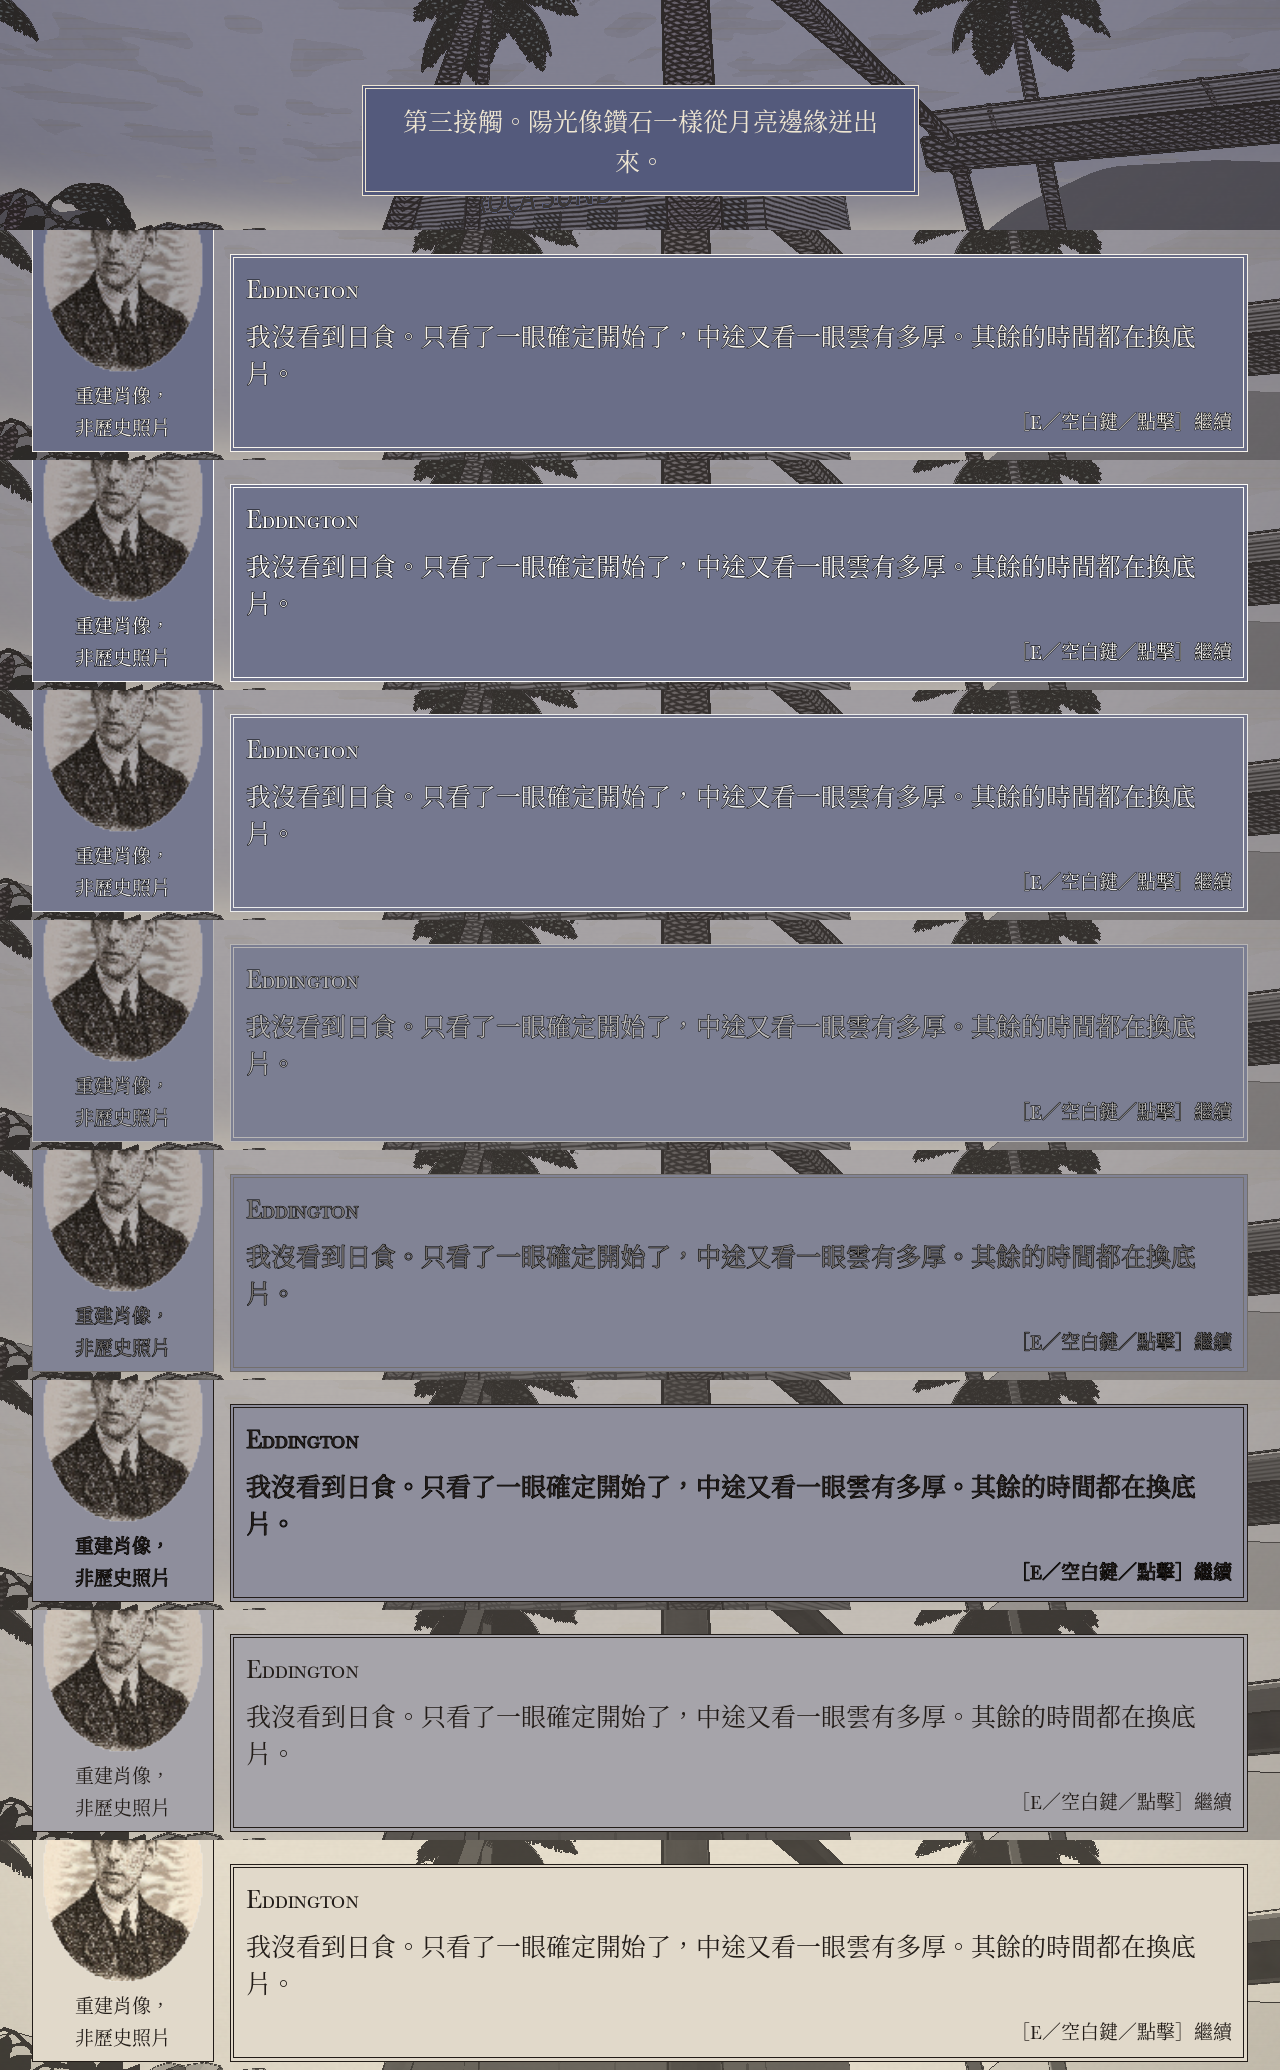 第三接觸。陽光像鑽石一樣從月亮邊緣迸出
來。
Eddington
我沒看到日食。只看了一眼確定開始了，中途又看一眼雲有多厚。其餘的時間都在換底
片。
重建肖像，
非歷史照片
［E／空白鍵／點擊］繼續
Eddington
我沒看到日食。只看了一眼確定開始了，中途又看一眼雲有多厚。其餘的時間都在換底
片。
重建肖像，
非歷史照片
［E／空白鍵／點擊］繼續
Eddington
我沒看到日食。只看了一眼確定開始了，中途又看一眼雲有多厚。其餘的時間都在換底
片。
重建肖像，
非歷史照片
［E／空白鍵／點擊］繼續
Eddington
我沒看到日食。只看了一眼確定開始了，中途又看一眼雲有多厚。其餘的時間都在換底
片。
重建肖像，
非歷史照片
［E／空白鍵／點擊］繼續
Eddington
我沒看到日食。只看了一眼確定開始了，中途又看一眼雲有多厚。其餘的時間都在換底
片。
重建肖像，
非歷史照片
［E／空白鍵／點擊］繼續
Eddington
我沒看到日食。只看了一眼確定開始了，中途又看一眼雲有多厚。其餘的時間都在換底
片。
重建肖像，
非歷史照片
［E／空白鍵／點擊］繼續
Eddington
我沒看到日食。只看了一眼確定開始了，中途又看一眼雲有多厚。其餘的時間都在換底
片。
重建肖像，
非歷史照片
［E／空白鍵／點擊］繼續
Eddington
我沒看到日食。只看了一眼確定開始了，中途又看一眼雲有多厚。其餘的時間都在換底
片。
重建肖像，
非歷史照片
［E／空白鍵／點擊］繼續